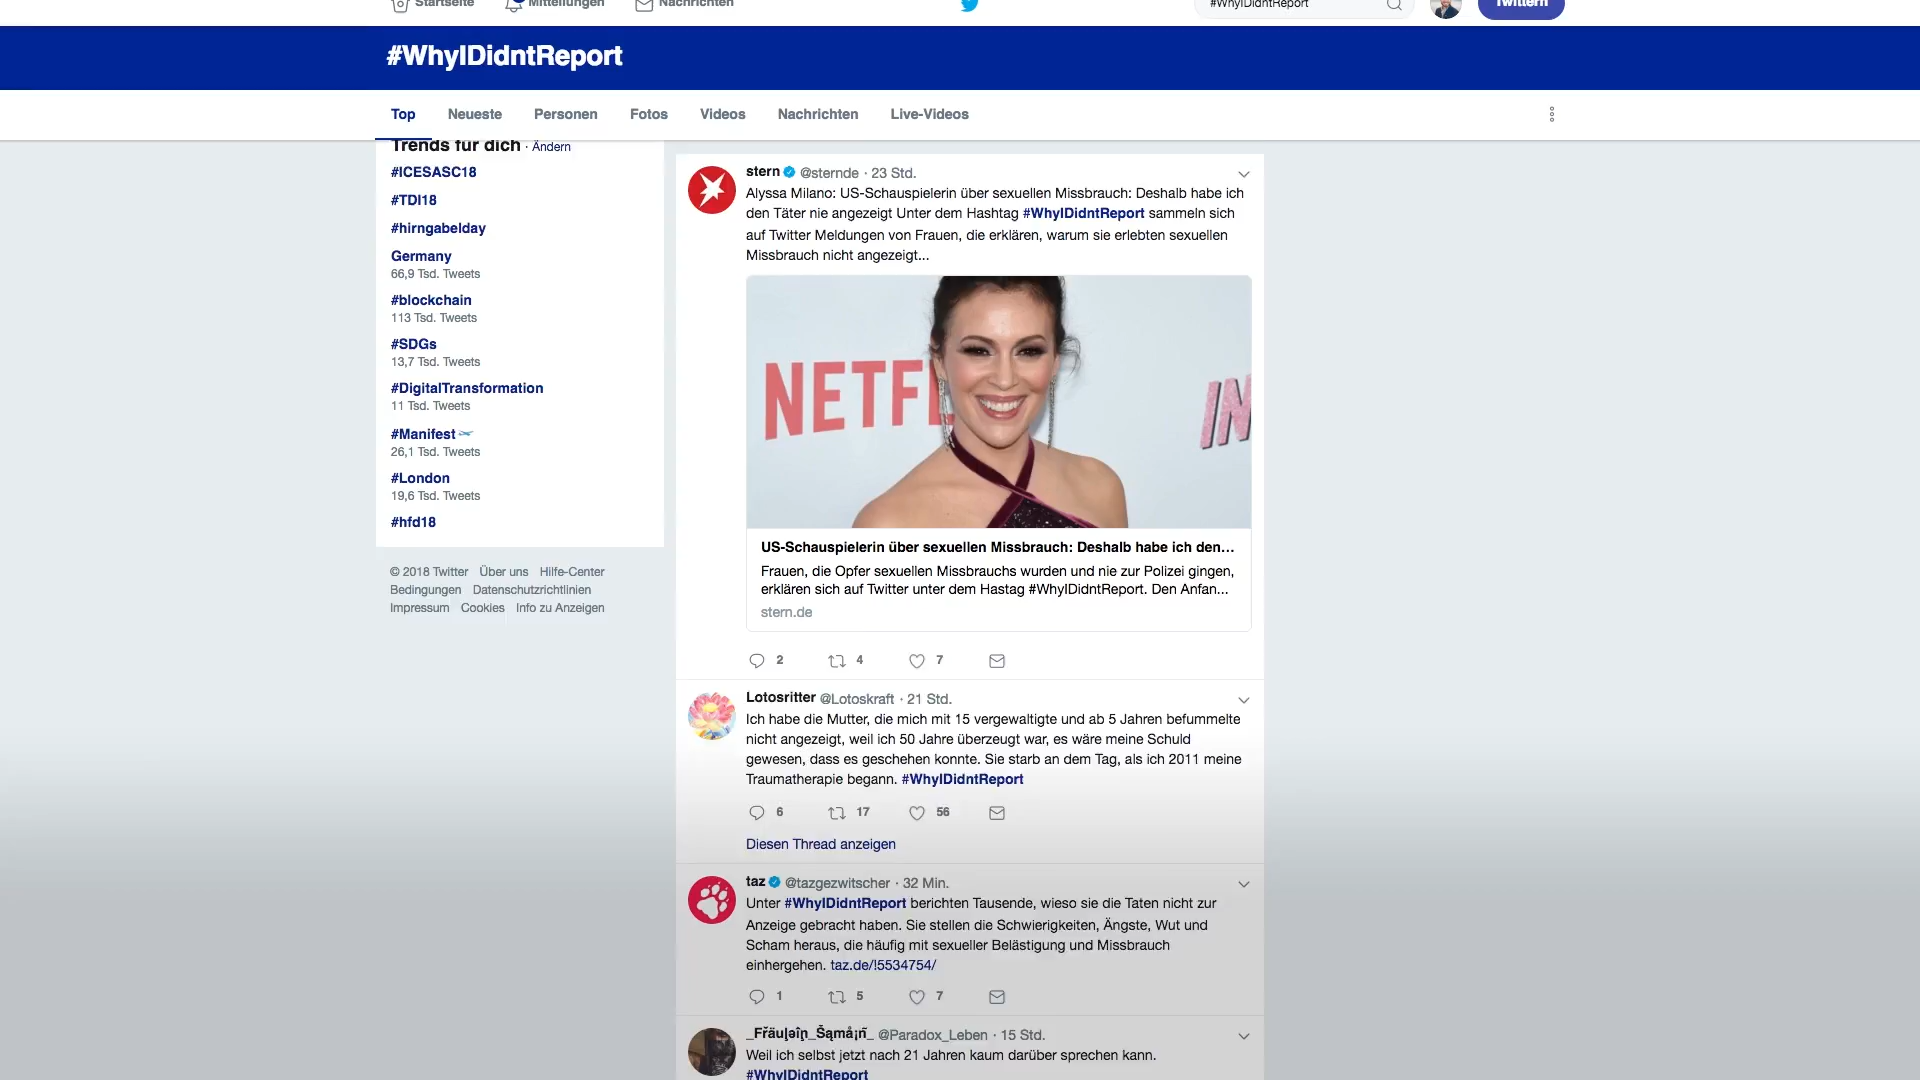 Startseite
Mitteilungen
Nachrichten
#WhyIDidntReport
Twittern
#WhyIDidntReport
Top
Neueste
Personen
Fotos
Videos
Nachrichten
Live-Videos
Trends für dich · Ändern
#ICESASC18
#TDI18
#hirngabelday
Germany
66,9 Tsd. Tweets
#blockchain
113 Tsd. Tweets
#SDGs
13,7 Tsd. Tweets
#DigitalTransformation
11 Tsd. Tweets
#Manifest
26,1 Tsd. Tweets
#London
19,6 Tsd. Tweets
#hfd18
© 2018 Twitter Über uns Hilfe-Center
Bedingungen Datenschutzrichtlinien
Impressum Cookies Info zu Anzeigen
stern @sternde · 23 Std.
Alyssa Milano: US-Schauspielerin über sexuellen Missbrauch: Deshalb habe ich
den Täter nie angezeigt Unter dem Hashtag #WhyIDidntReport sammeln sich
auf Twitter Meldungen von Frauen, die erklären, warum sie erlebten sexuellen
Missbrauch nicht angezeigt...
NETFL
IN
US-Schauspielerin über sexuellen Missbrauch: Deshalb habe ich den...
Frauen, die Opfer sexuellen Missbrauchs wurden und nie zur Polizei gingen,
erklären sich auf Twitter unter dem Hastag #WhyIDidntReport. Den Anfan...
stern.de
2 4 7
Lotosritter @Lotoskraft · 21 Std.
Ich habe die Mutter, die mich mit 15 vergewaltigte und ab 5 Jahren befummelte
nicht angezeigt, weil ich 50 Jahre überzeugt war, es wäre meine Schuld
gewesen, dass es geschehen konnte. Sie starb an dem Tag, als ich 2011 meine
Traumatherapie begann. #WhyIDidntReport
6 17 56
Diesen Thread anzeigen
taz @tazgezwitscher · 32 Min.
Unter #WhyIDidntReport berichten Tausende, wieso sie die Taten nicht zur
Anzeige gebracht haben. Sie stellen die Schwierigkeiten, Ängste, Wut und
Scham heraus, die häufig mit sexueller Belästigung und Missbrauch
einhergehen. taz.de/!5534754/
1 5 7
@Paradox_Leben · 15 Std.
Weil ich selbst jetzt nach 21 Jahren kaum darüber sprechen kann.
#WhyIDidntReport